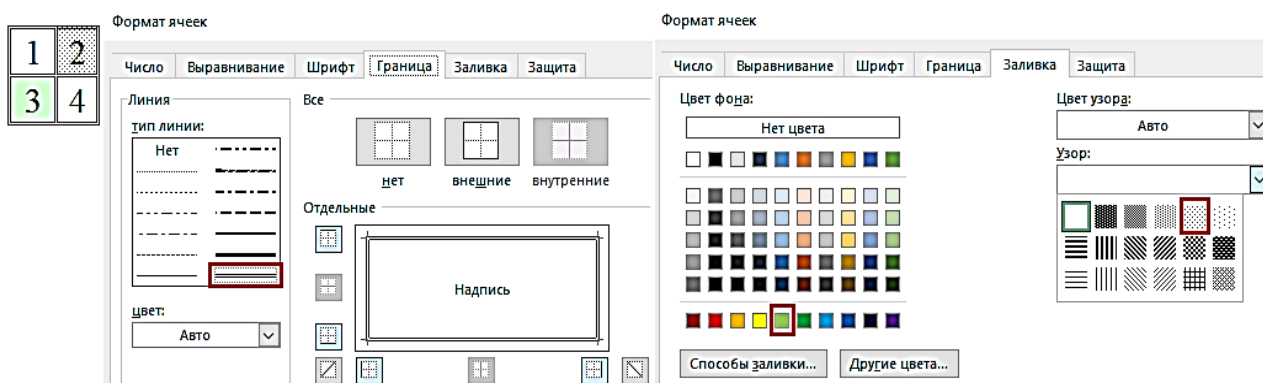 1 2
3 4
Формат ячеек
Число Выравнивание Шрифт Граница Заливка Защита
Линия
тип линии:
Нет
цвет:
Авто
Все
нет внешние внутренние
Отдельные
Надпись
Формат ячеек
Число Выравнивание Шрифт Граница Заливка Защита
Цвет фона:
Нет цвета
Способы заливки... Другие цвета...
Цвет узора:
Авто
Узор: